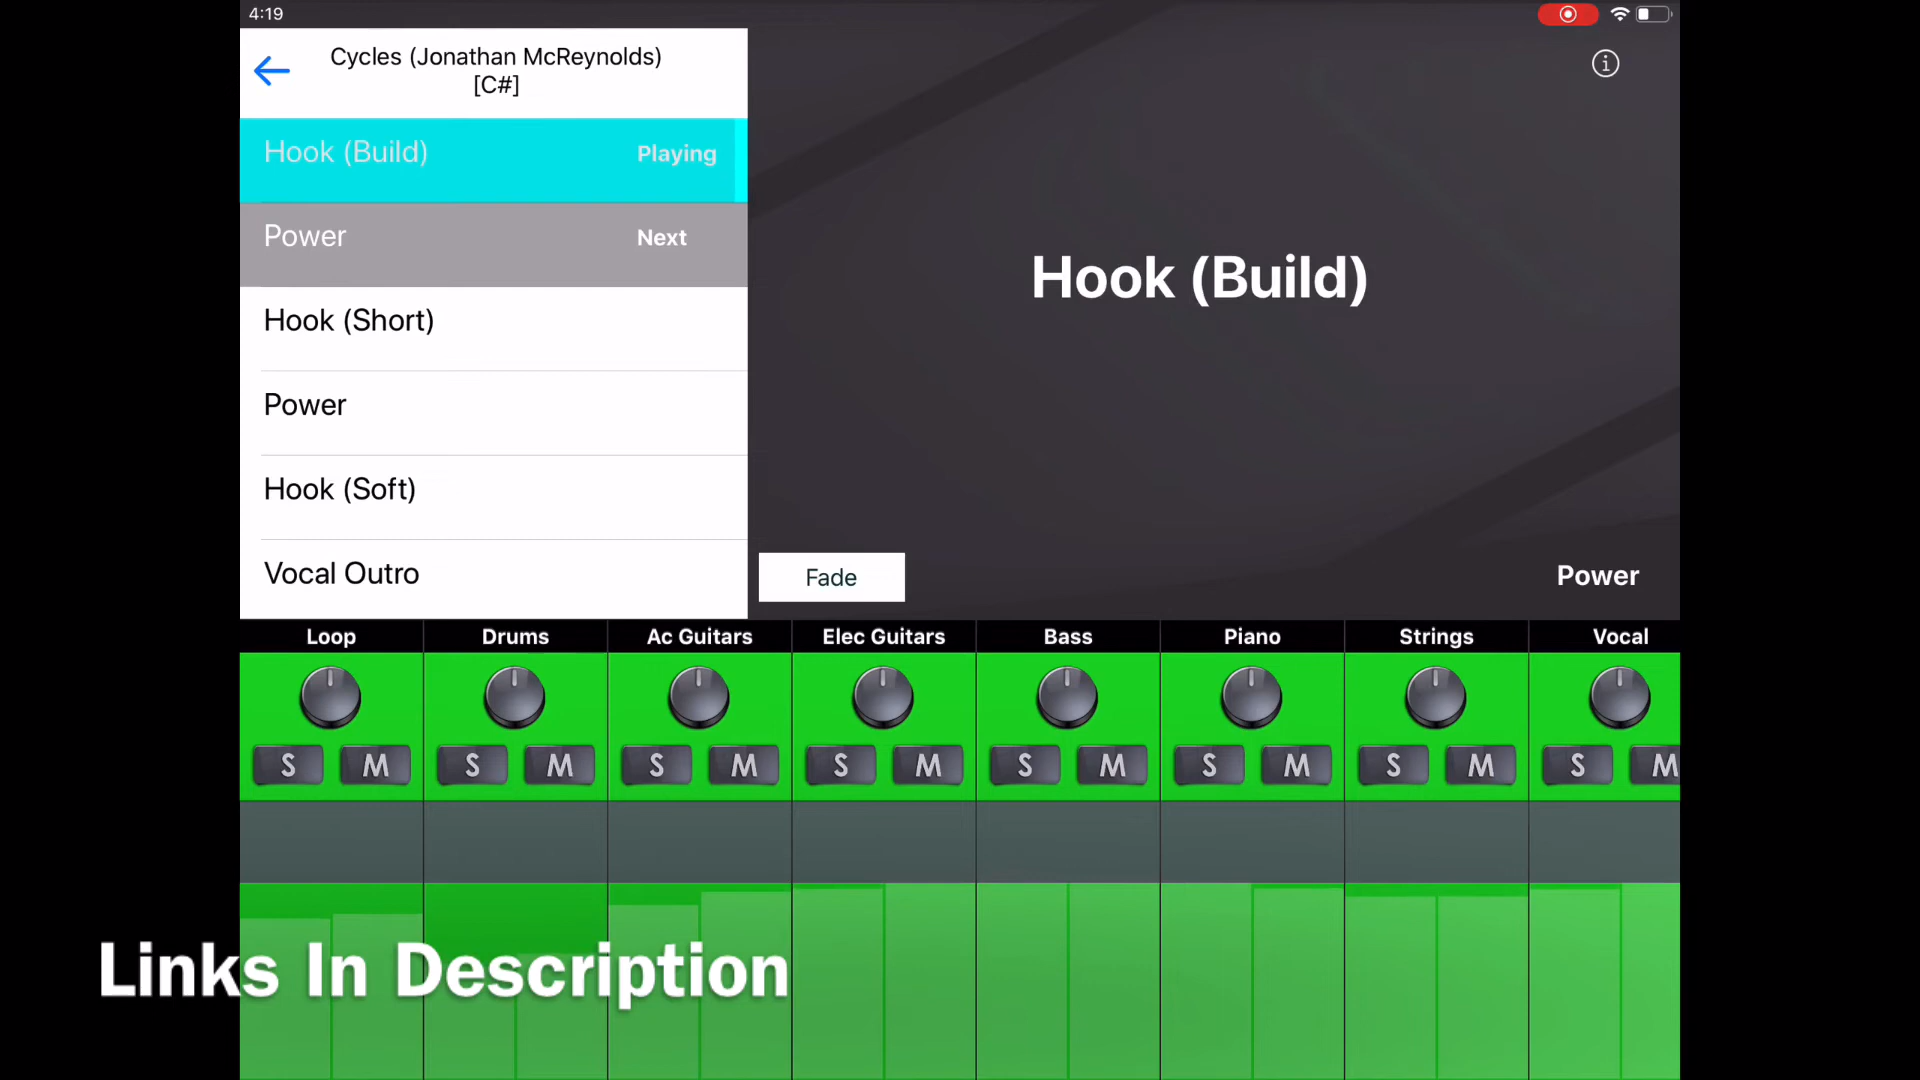 4:19
Cycles (Jonathan McReynolds)
[C#]
Hook (Build)
Playing
Power
Next
Hook (Short)
Power
Hook (Soft)
Vocal Outro
Hook (Build)
Fade
Power
Loop
Drums
Ac Guitars
Elec Guitars
Bass
Piano
Strings
Vocal
S M
S M
S M
S M
S M
S M
S M
S M
Links In Description